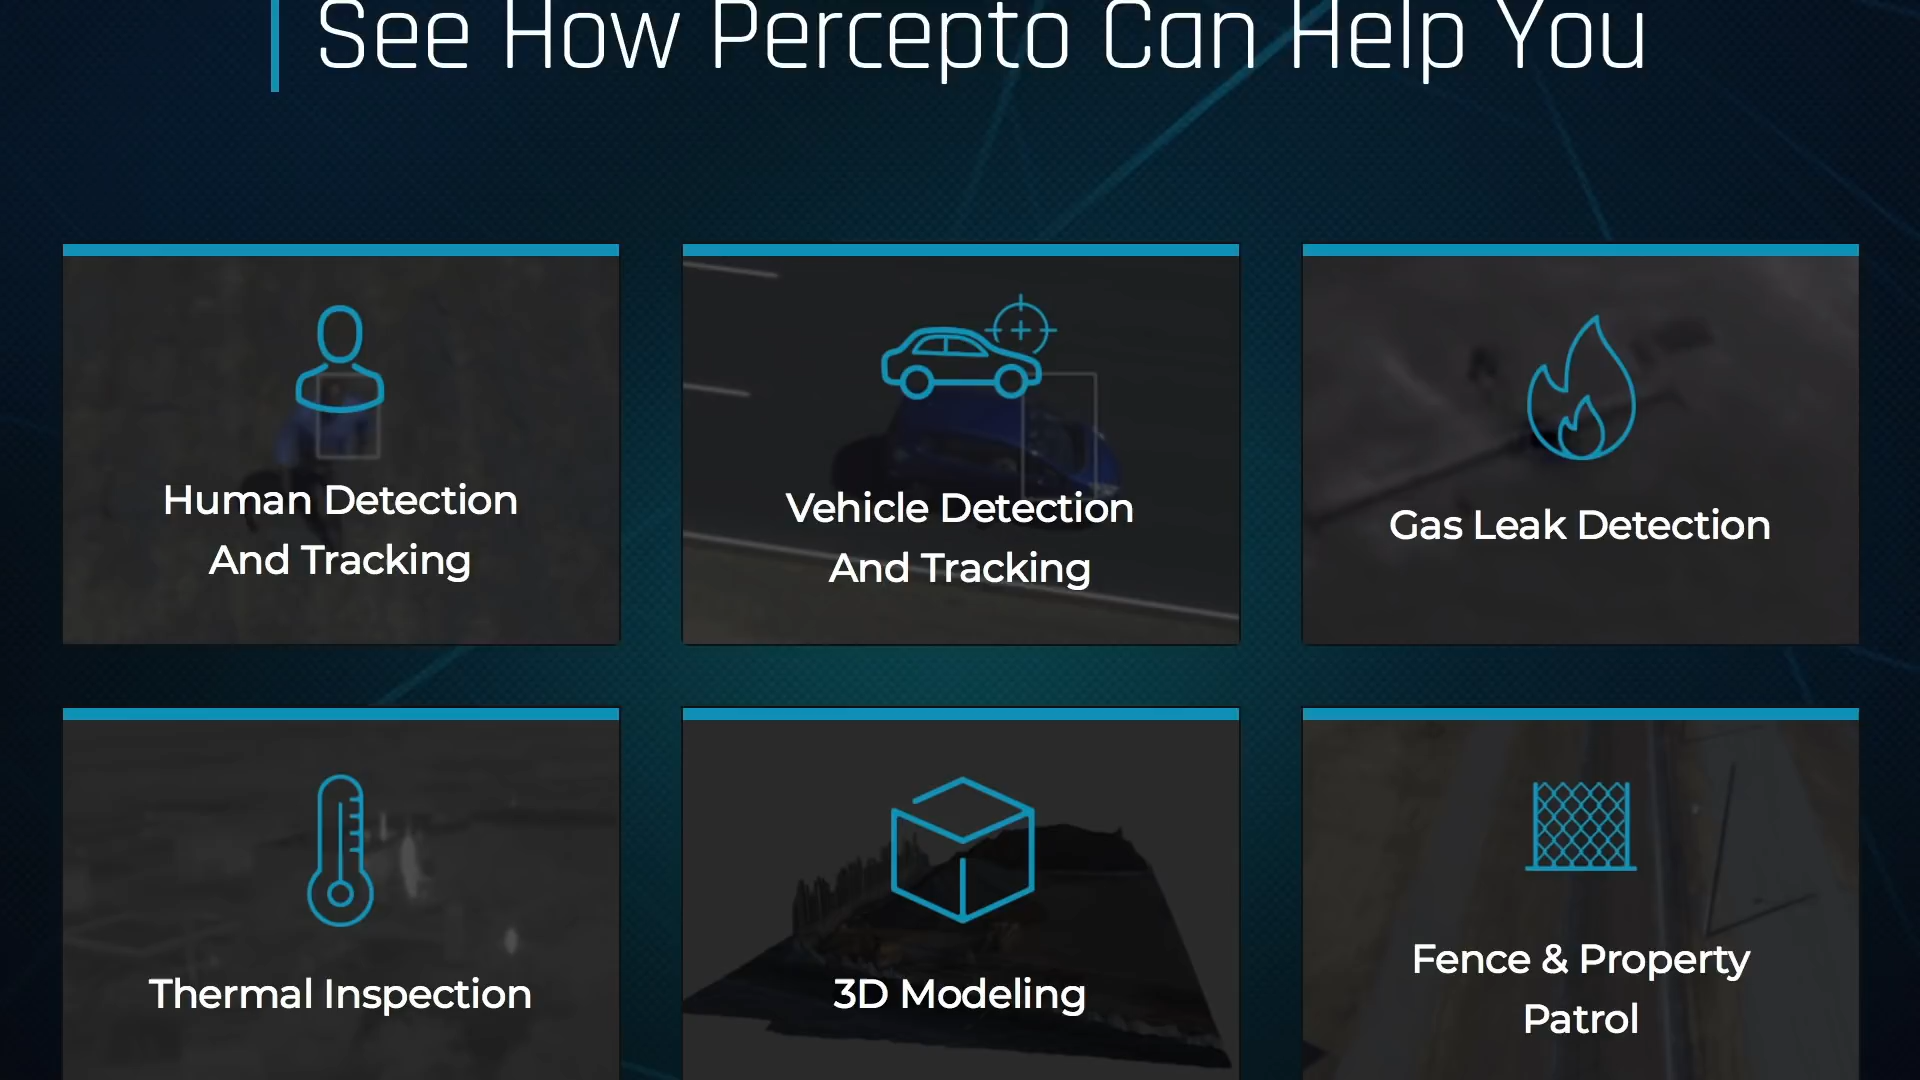 See How Percepto Can Help You
Human Detection
And Tracking
Vehicle Detection
And Tracking
Gas Leak Detection
Thermal Inspection
3D Modeling
Fence & Property
Patrol